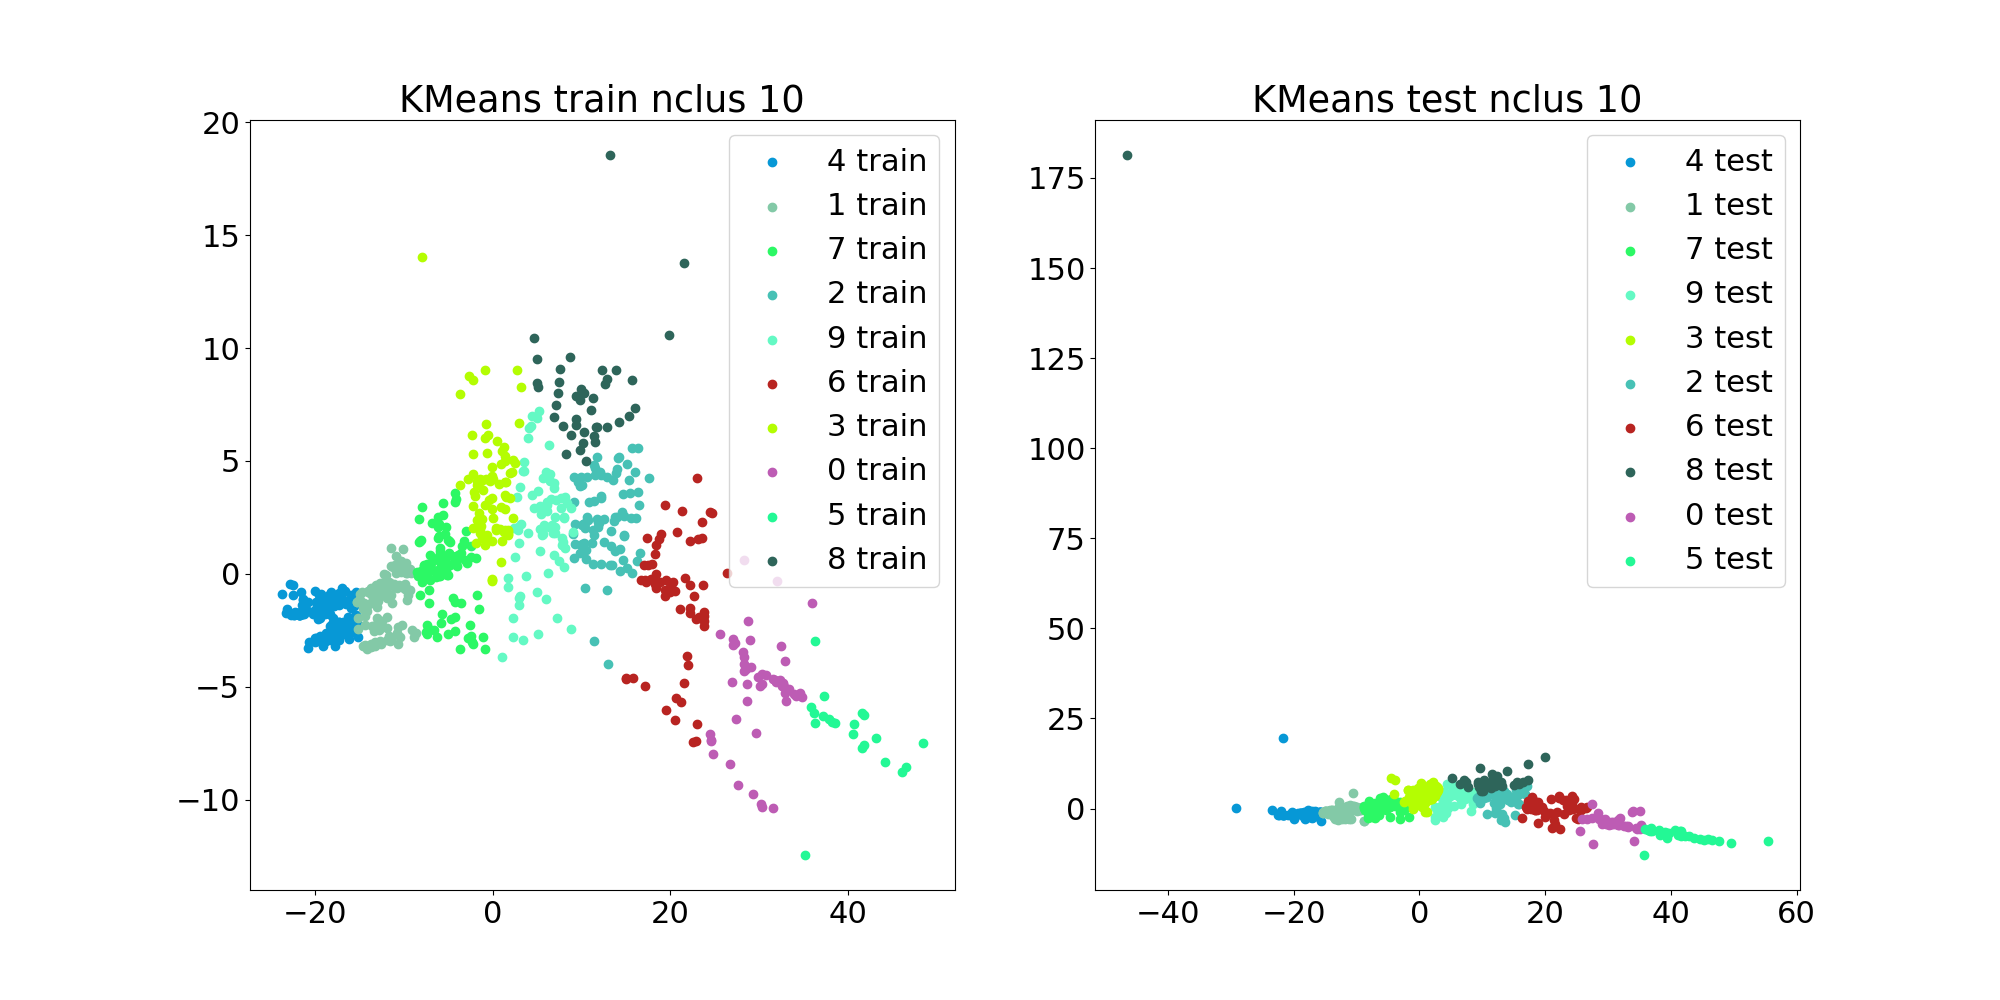 KMeans train nclus 10
20
15
10
5
0
−5
−10
−20
0
20
40
4 train
1 train
7 train
2 train
9 train
6 train
3 train
0 train
5 train
8 train
KMeans test nclus 10
175
150
125
100
75
50
25
0
−40
−20
0
20
40
60
4 test
1 test
7 test
9 test
3 test
2 test
6 test
8 test
0 test
5 test